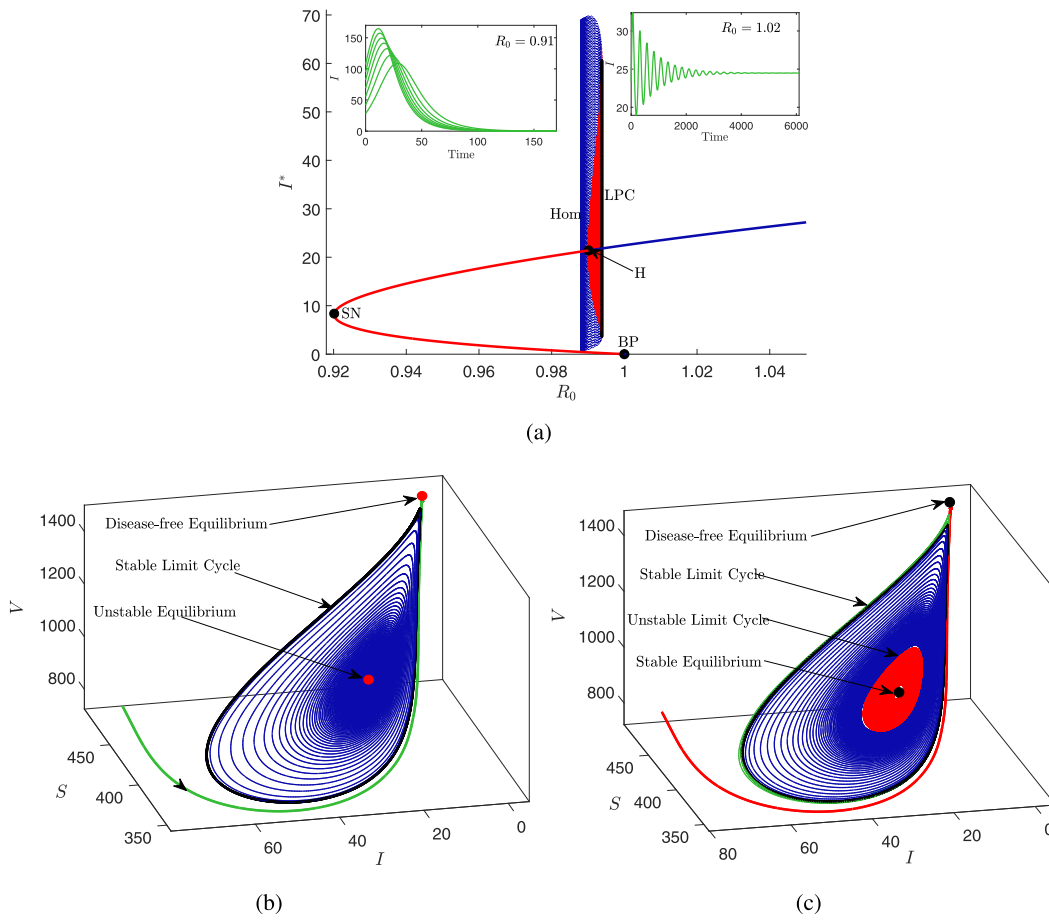 70
60
50
40
30
20
10
0
I*
0.92
0.94
0.96
0.98
1
1.02
1.04
R₀
150
100
50
0
I
0
50
100
150
Time
R₀ = 0.91
30
25
20
I
0
2000
4000
6000
Time
R₀ = 1.02
Hom
LPC
H
SN
BP
(a)
1400
1200
1000
800
V
450
400
350
S
60
40
20
0
I
Disease-free Equilibrium
Stable Limit Cycle
Unstable Equilibrium
(b)
1400
1200
1000
800
V
450
400
350
S
80
60
40
20
0
I
Disease-free Equilibrium
Stable Limit Cycle
Unstable Limit Cycle
Stable Equilibrium
(c)